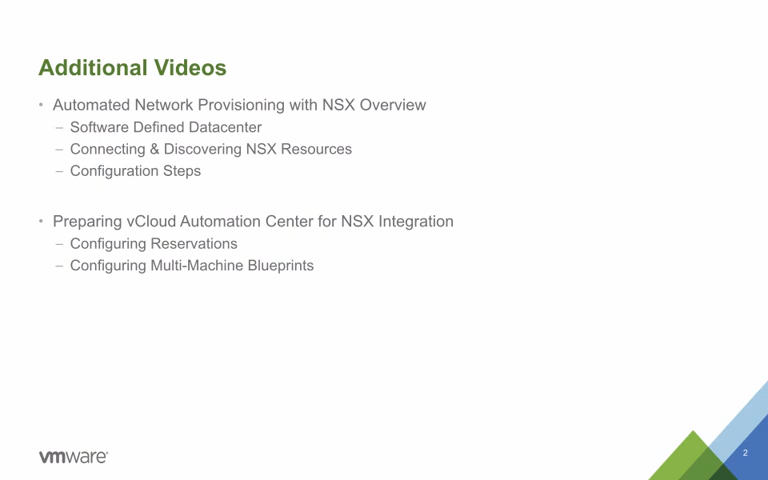 Additional Videos
• Automated Network Provisioning with NSX Overview
– Software Defined Datacenter
– Connecting & Discovering NSX Resources
– Configuration Steps
• Preparing vCloud Automation Center for NSX Integration
– Configuring Reservations
– Configuring Multi-Machine Blueprints
vmware
2